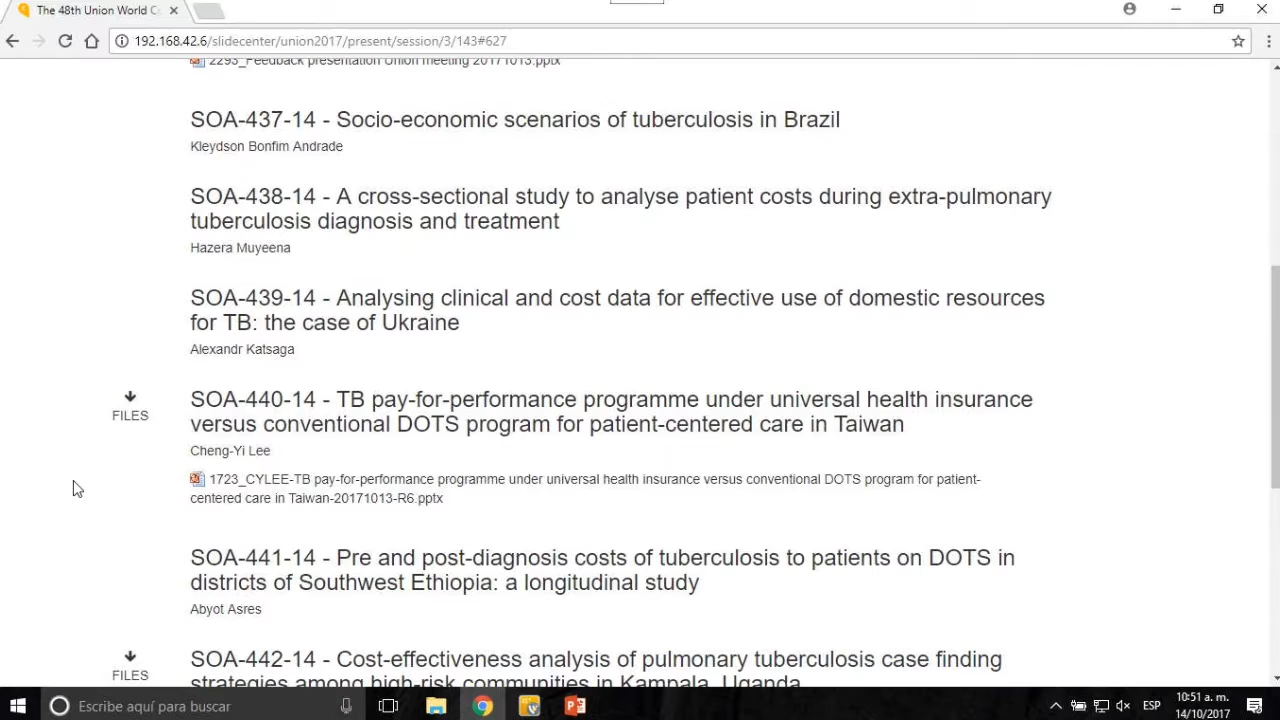 The 48th Union World C
192.168.42.6/slidecenter/union2017/present/session/3/143#627
2293_Feedback presentation Union meeting 20171013.pptx
SOA-437-14 - Socio-economic scenarios of tuberculosis in Brazil
Kleydson Bonfim Andrade
SOA-438-14 - A cross-sectional study to analyse patient costs during extra-pulmonary
tuberculosis diagnosis and treatment
Hazera Muyeena
SOA-439-14 - Analysing clinical and cost data for effective use of domestic resources
for TB: the case of Ukraine
Alexandr Katsaga
FILES
SOA-440-14 - TB pay-for-performance programme under universal health insurance
versus conventional DOTS program for patient-centered care in Taiwan
Cheng-Yi Lee
1723_CYLEE-TB pay-for-performance programme under universal health insurance versus conventional DOTS program for patient-
centered care in Taiwan-20171013-R6.pptx
SOA-441-14 - Pre and post-diagnosis costs of tuberculosis to patients on DOTS in
districts of Southwest Ethiopia: a longitudinal study
Abyot Asres
FILES
SOA-442-14 - Cost-effectiveness analysis of pulmonary tuberculosis case finding
strategies among high-risk communities in Kampala, Uganda
Escribe aquí para buscar
ESP
10:51 a. m.
14/10/2017